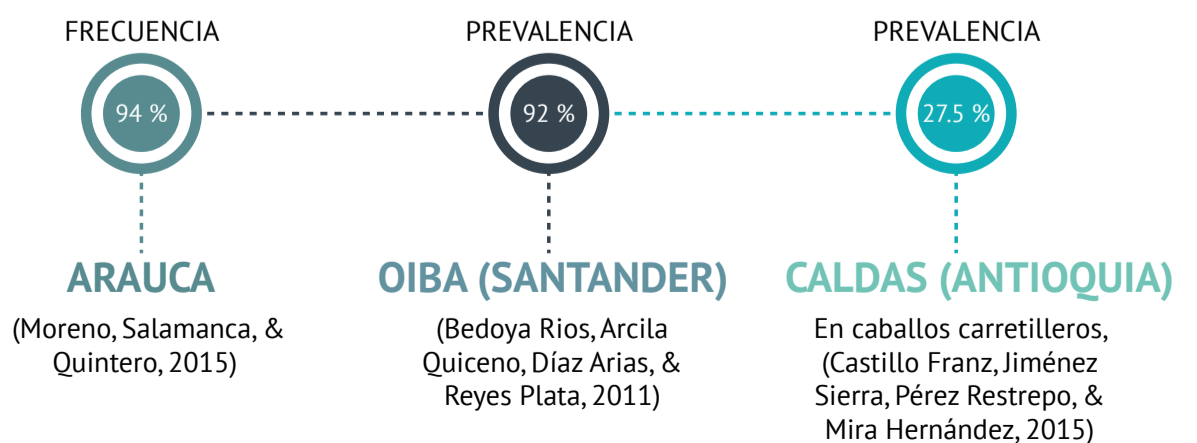 FRECUENCIA
94 %
ARAUCA
(Moreno, Salamanca, &
Quintero, 2015)
PREVALENCIA
92 %
OIBA (SANTANDER)
(Bedoya Rios, Arcila
Quiceno, Díaz Arias, &
Reyes Plata, 2011)
PREVALENCIA
27.5 %
CALDAS (ANTIOQUIA)
En caballos carretilleros,
(Castillo Franz, Jiménez
Sierra, Pérez Restrepo, &
Mira Hernández, 2015)